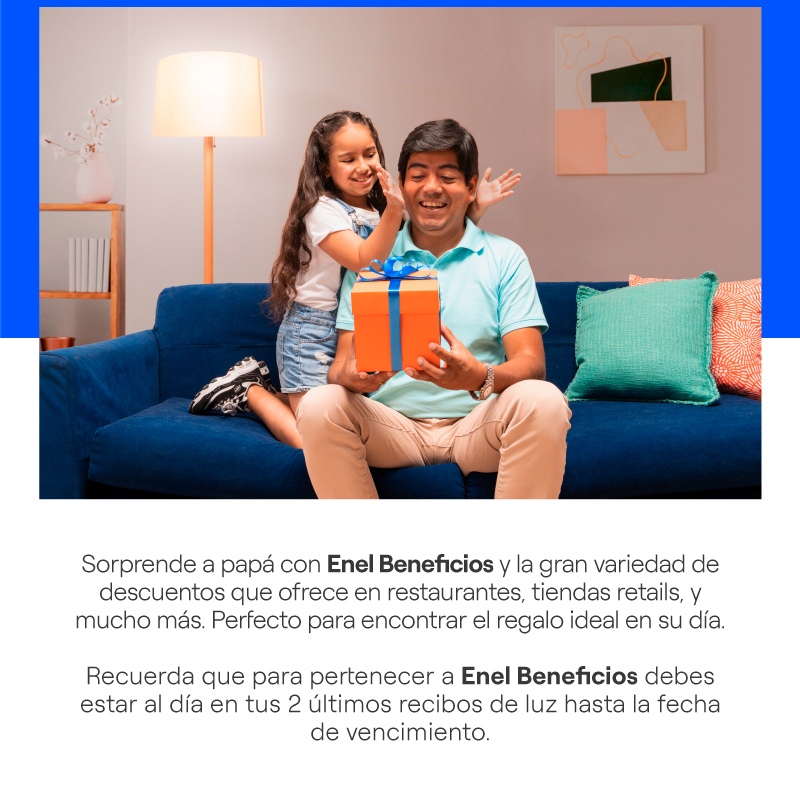 Sorprende a papá con Enel Beneficios y la gran variedad de
descuentos que ofrece en restaurantes, tiendas retails, y
mucho más. Perfecto para encontrar el regalo ideal en su día.
Recuerda que para pertenecer a Enel Beneficios debes
estar al día en tus 2 últimos recibos de luz hasta la fecha
de vencimiento.